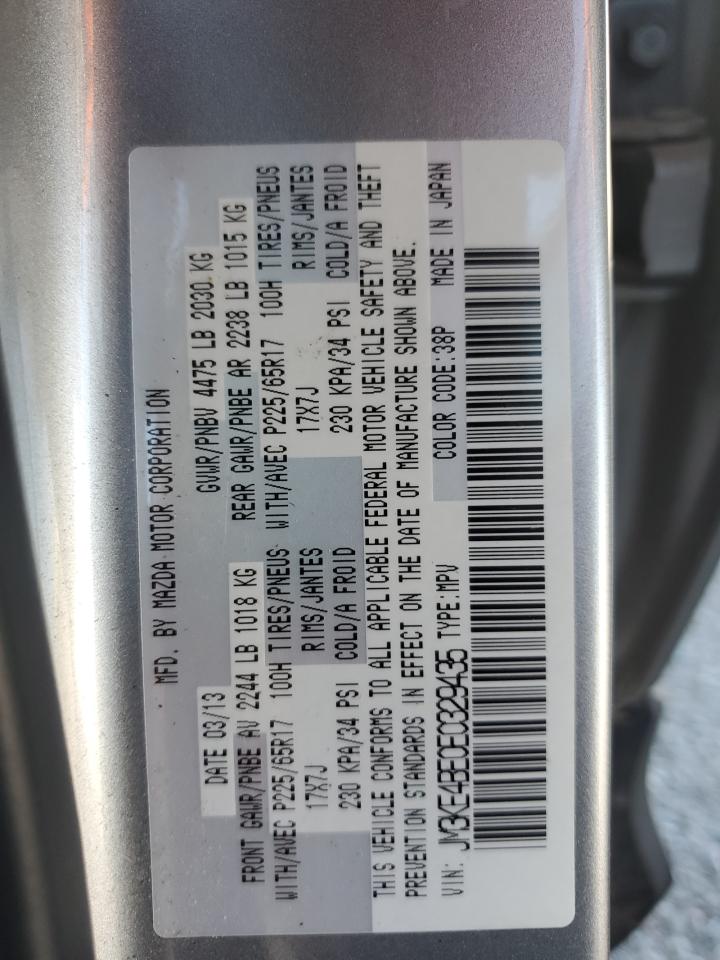 MFD. BY MAZDA MOTOR CORPORATION
DATE 03/13 GVWR/PNBV 4475 LB 2030 KG
FRONT GAWR/PNBE AV 2244 LB 1018 KG REAR GAWR/PNBE AR 2238 LB 1015 KG
WITH/AVEC P225/65R17 100H TIRES/PNEUS WITH/AVEC P225/65R17 100H TIRES/PNEUS
17X7J RIMS/JANTES 17X7J RIMS/JANTES
230 KPA/34 PSI COLD/A FROID 230 KPA/34 PSI COLD/A FROID
THIS VEHICLE CONFORMS TO ALL APPLICABLE FEDERAL MOTOR VEHICLE SAFETY AND THEFT
PREVENTION STANDARDS IN EFFECT ON THE DATE OF MANUFACTURE SHOWN ABOVE.
VIN: JM3KE4BE0E0329435 TYPE:MPV COLOR CODE:38P MADE IN JAPAN